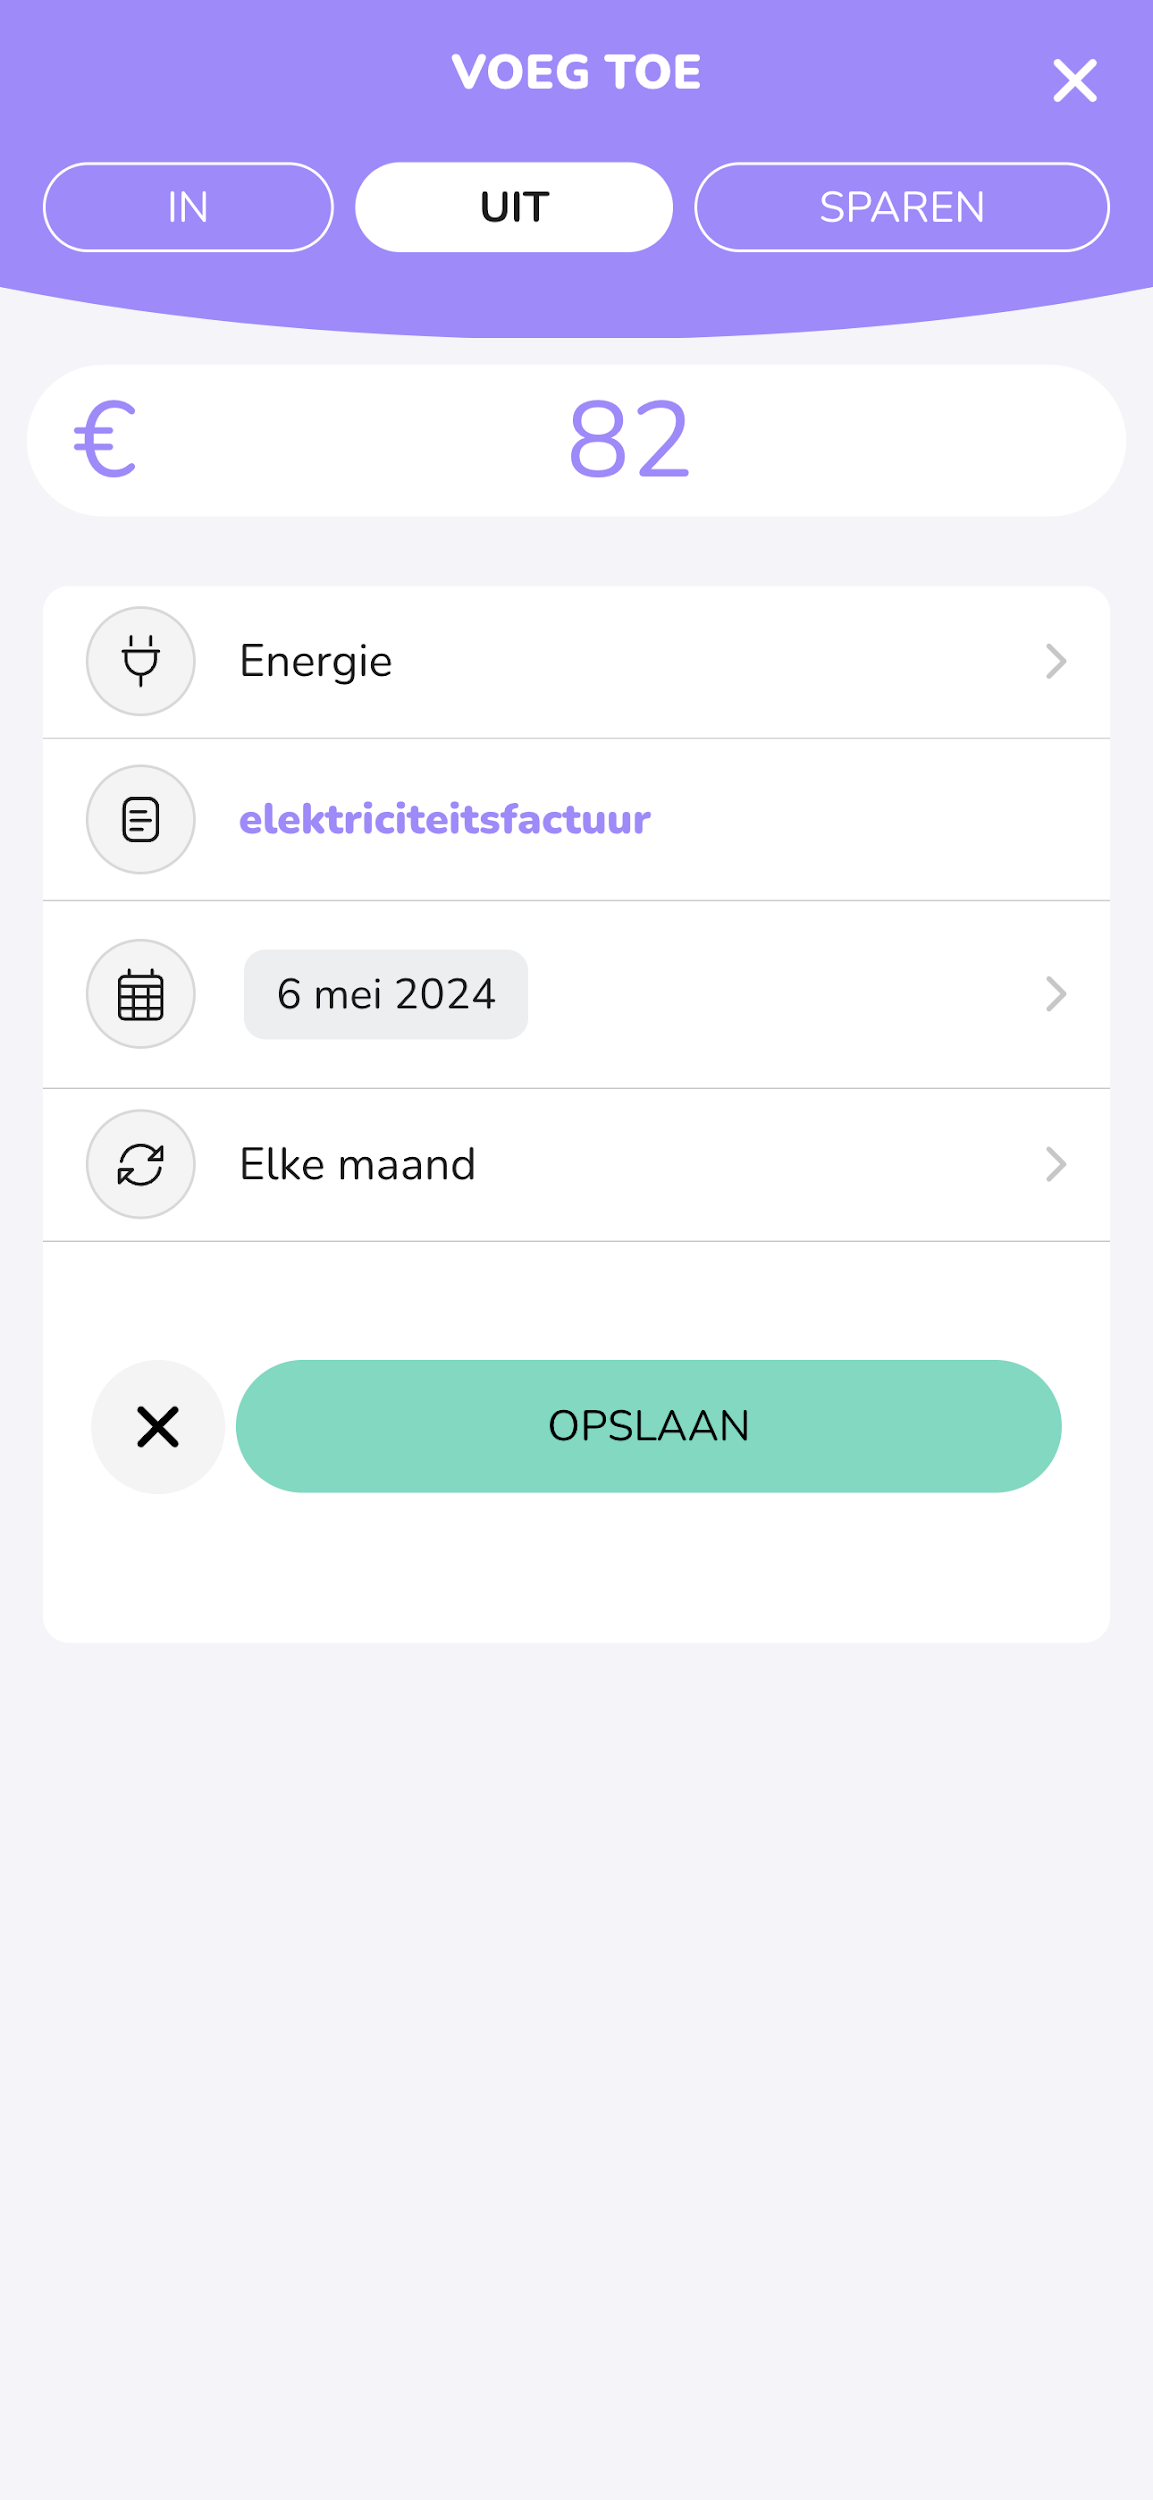 VOEG TOE
IN
UIT
SPAREN
€ 82
Energie
elektriciteitsfactuur
6 mei 2024
Elke maand
OPSLAAN